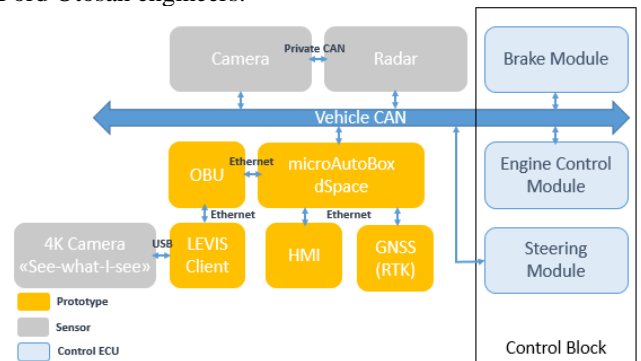 Ford Otosan engineers.
Camera
Private CAN
Radar
Brake Module
Vehicle CAN
OBU
Ethernet
microAutoBox
dSpace
Engine Control
Module
Ethernet
Ethernet
4K Camera
«See-what-I-see»
USB
LEVIS
Client
HMI
GNSS
(RTK)
Steering
Module
Prototype
Sensor
Control ECU
Control Block